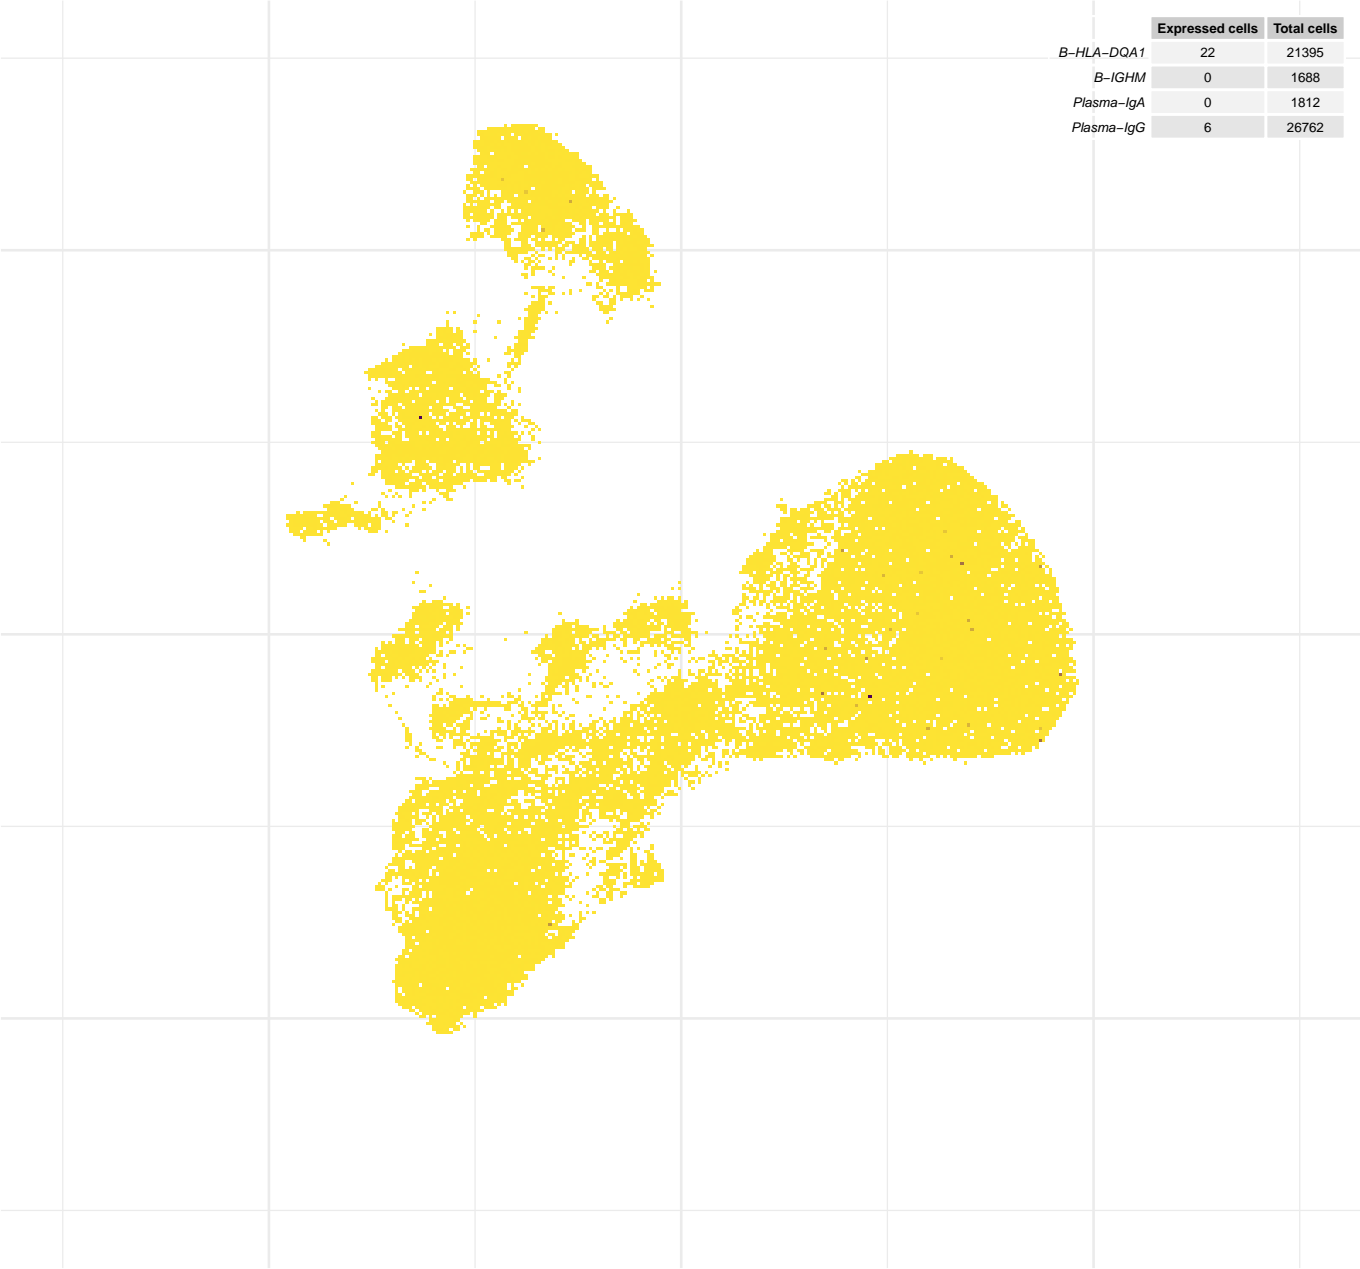 Expressed cells Total cells
B−HLA−DQA1 22 21395
B−IGHM 0 1688
Plasma−IgA 0 1812
Plasma−IgG 6 26762